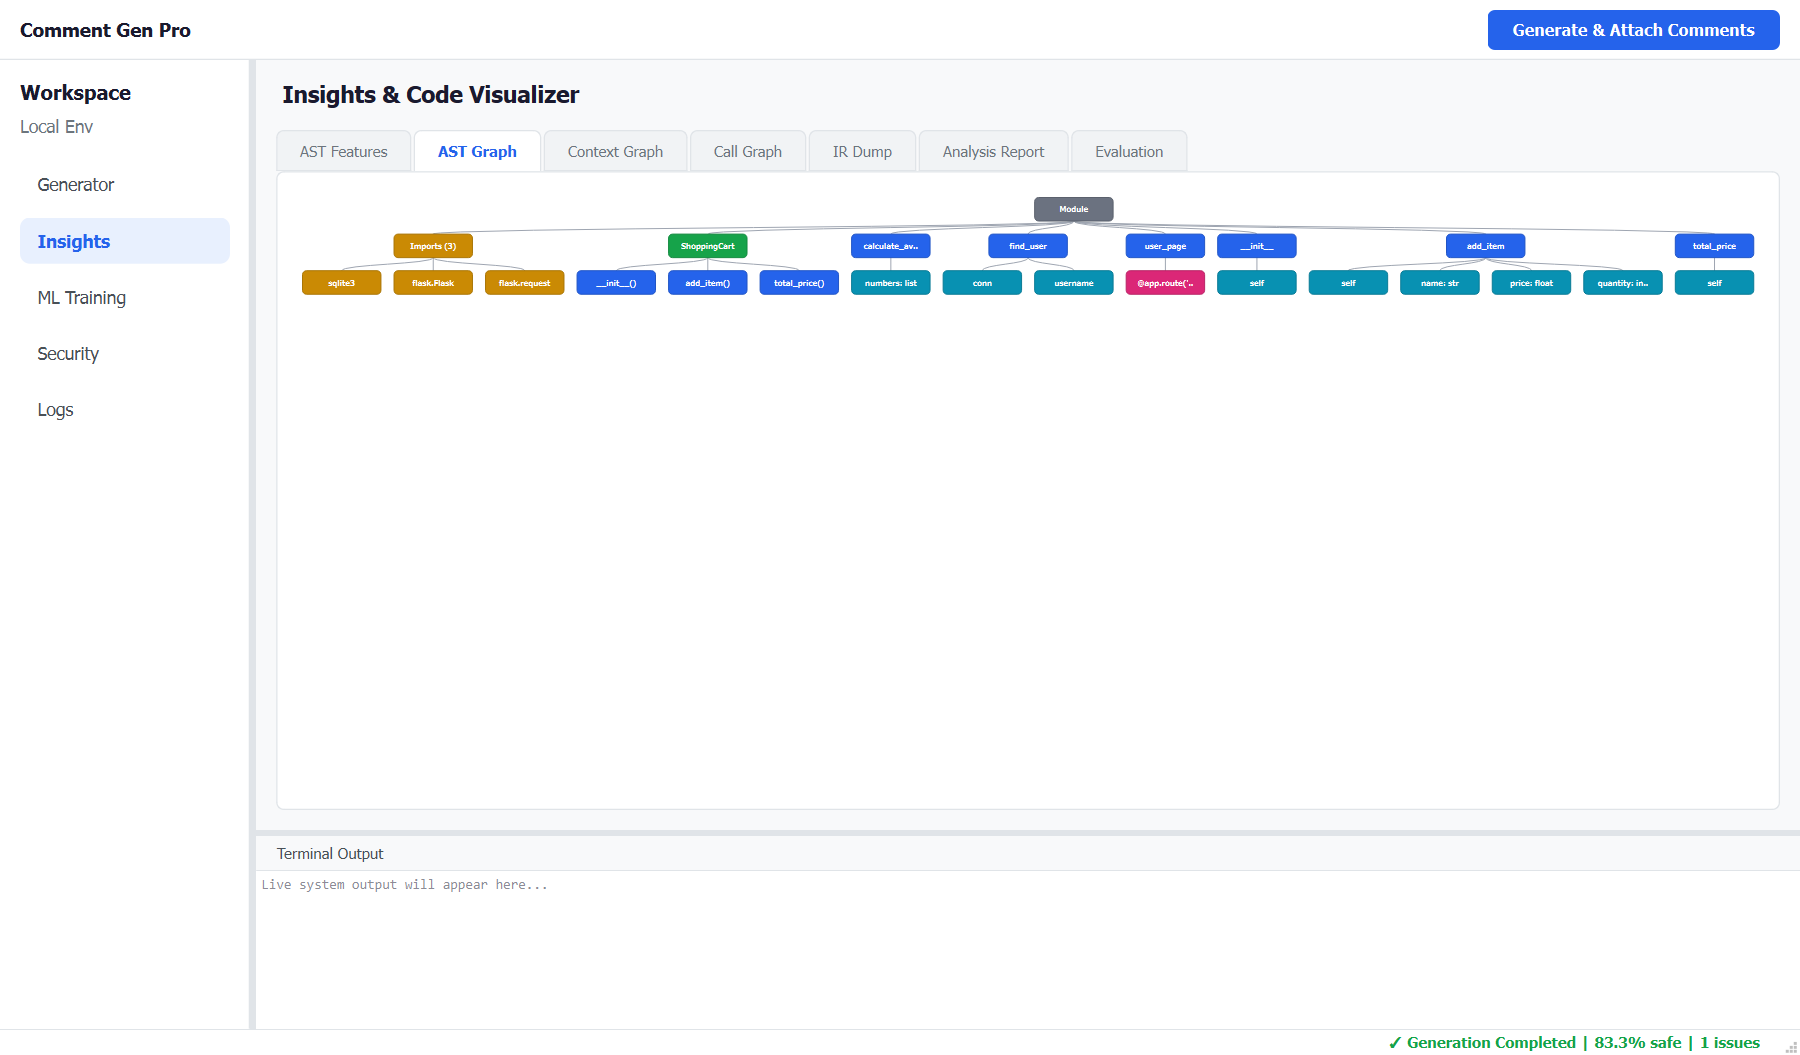 Comment Gen Pro
Generate & Attach Comments
Workspace
Local Env
Generator
Insights
ML Training
Security
Logs
Insights & Code Visualizer
AST Features
AST Graph
Context Graph
Call Graph
IR Dump
Analysis Report
Evaluation
Module
Imports (3)
ShoppingCart
calculate_av..
find_user
user_page
__init__
add_item
total_price
sqlite3
flask.Flask
flask.request
__init__()
add_item()
total_price()
numbers: list
conn
username
@app.route('..
self
self
name: str
price: float
quantity: in..
self
Terminal Output
Live system output will appear here...
✓ Generation Completed | 83.3% safe | 1 issues